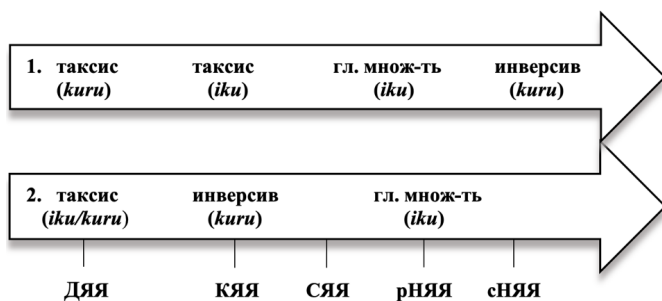 1. таксис таксис гл. множ-ть инверсив
(kuru) (iku) (iku) (kuru)
2. таксис инверсив гл. множ-ть
(iku/kuru) (kuru) (iku)
ДЯЯ КЯЯ СЯЯ рНЯЯ сНЯЯ